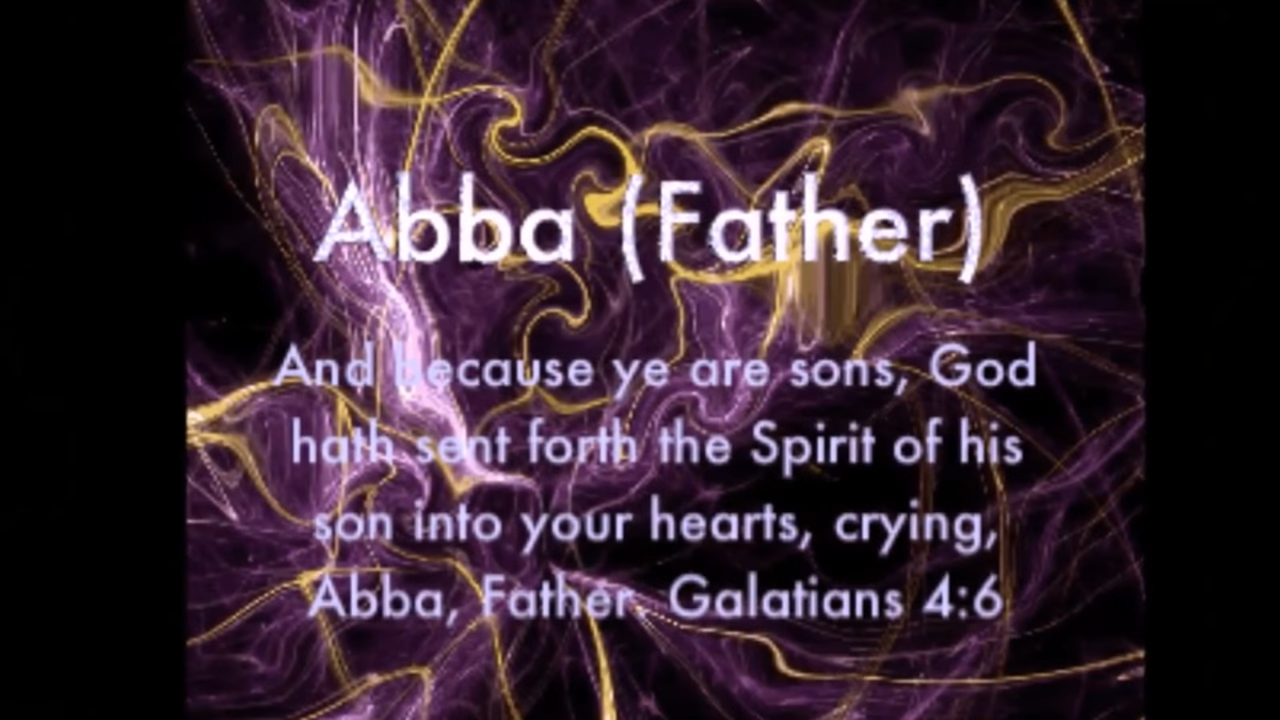 Abba (Father)
And because ye are sons, God
hath sent forth the Spirit of his
son into your hearts, crying,
Abba, Father. Galatians 4:6